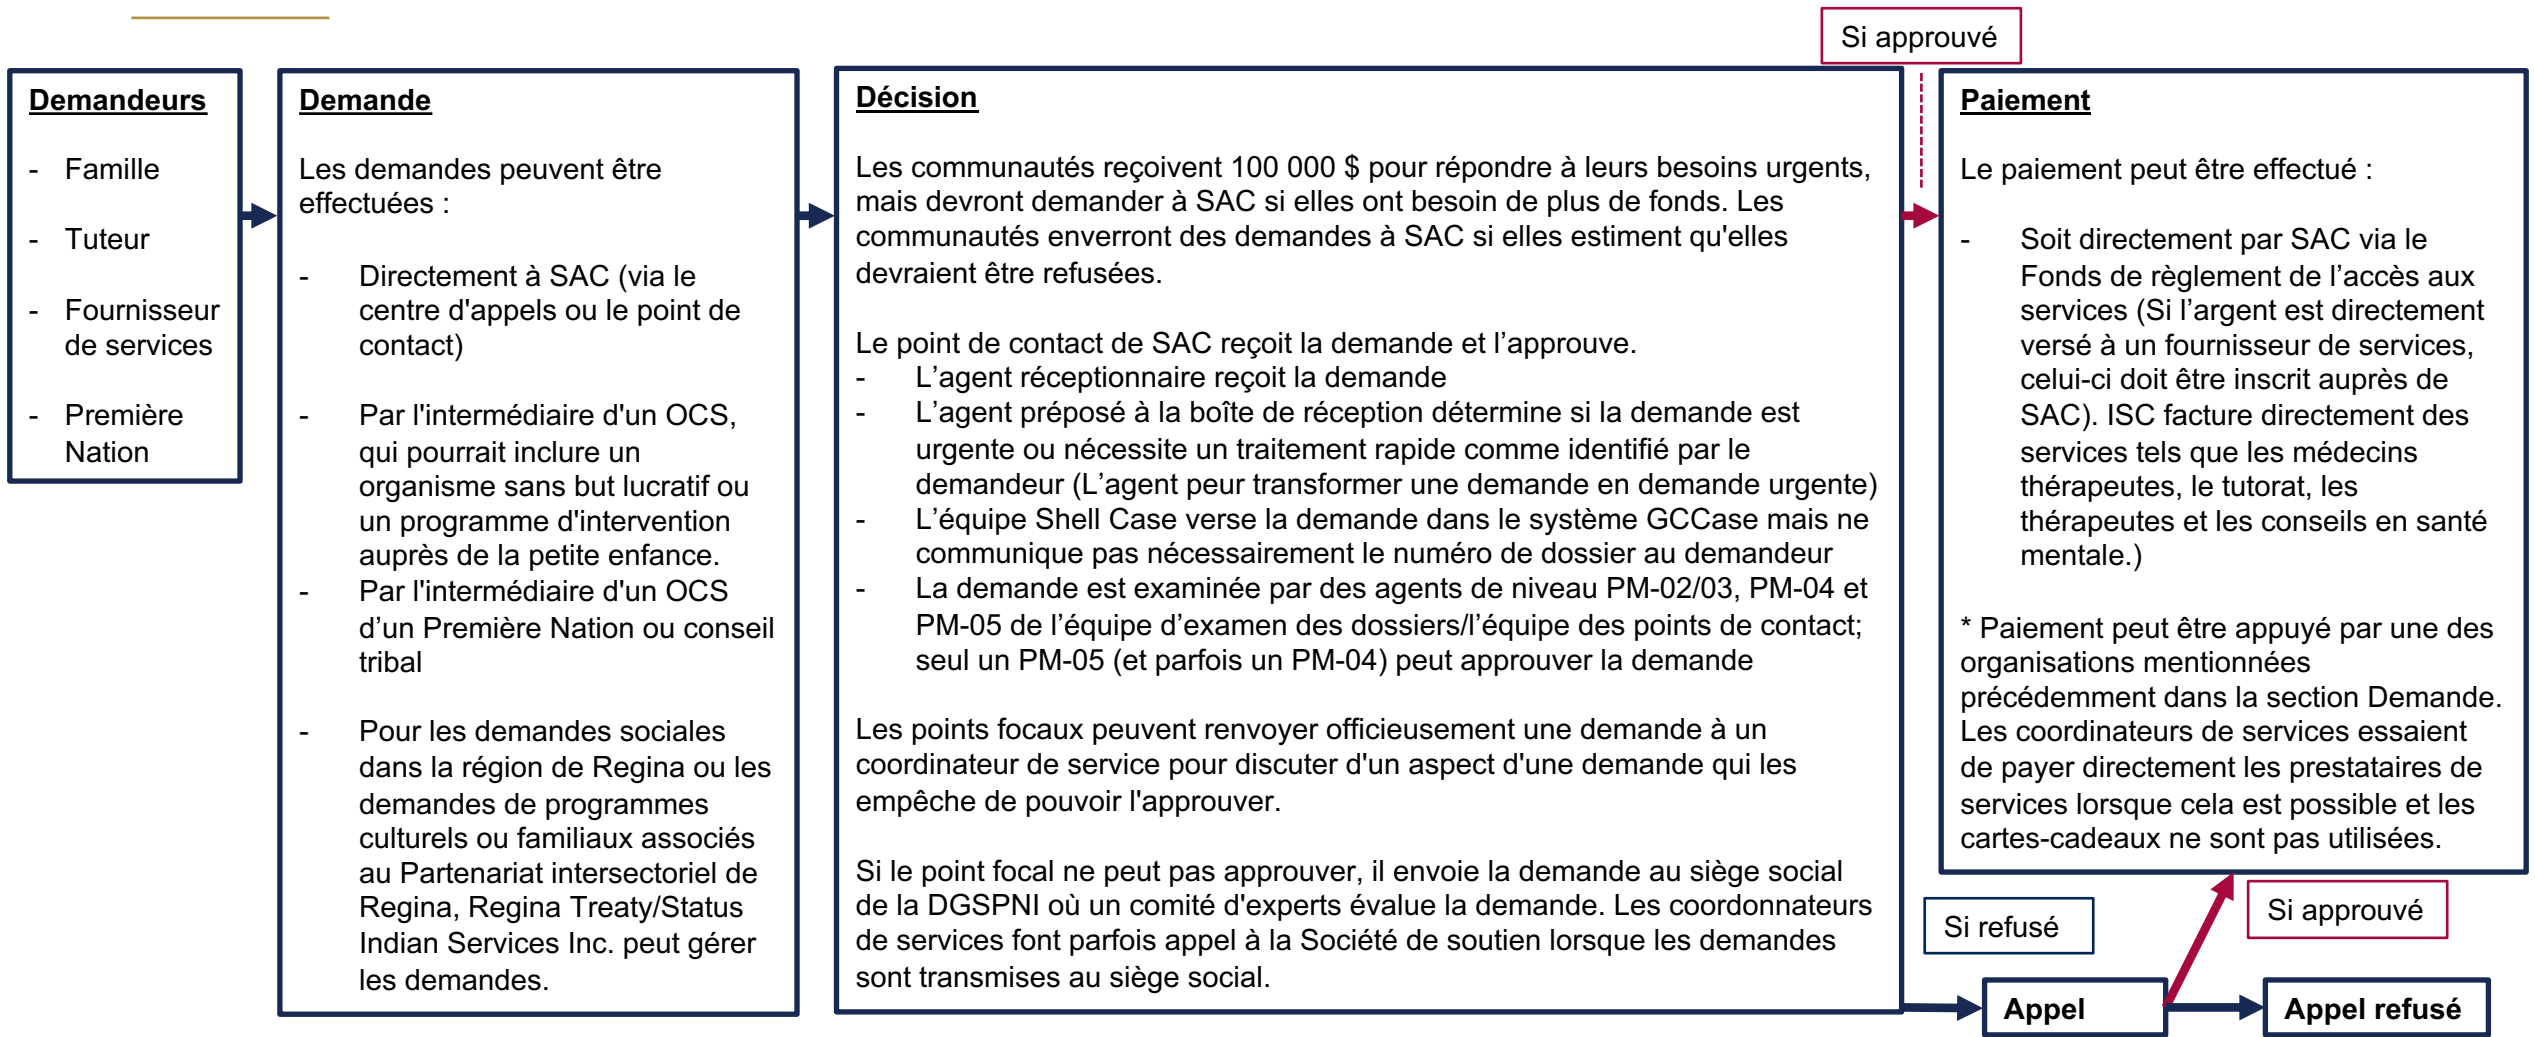 Si approuvé
Demandeurs
- Famille
- Tuteur
- Fournisseur
de services
- Première
Nation
Demande
Les demandes peuvent être
effectuées :
- Directement à SAC (via le
centre d'appels ou le point de
contact)
- Par l'intermédiaire d'un OCS,
qui pourrait inclure un
organisme sans but lucratif ou
un programme d'intervention
auprès de la petite enfance.
- Par l'intermédiaire d'un OCS
d’un Première Nation ou conseil
tribal
- Pour les demandes sociales
dans la région de Regina ou les
demandes de programmes
culturels ou familiaux associés
au Partenariat intersectoriel de
Regina, Regina Treaty/Status
Indian Services Inc. peut gérer
les demandes.
Décision
Les communautés reçoivent 100 000 $ pour répondre à leurs besoins urgents,
mais devront demander à SAC si elles ont besoin de plus de fonds. Les
communautés enverront des demandes à SAC si elles estiment qu'elles
devraient être refusées.
Le point de contact de SAC reçoit la demande et l’approuve.
- L’agent réceptionnaire reçoit la demande
- L’agent préposé à la boîte de réception détermine si la demande est
urgente ou nécessite un traitement rapide comme identifié par le
demandeur (L’agent peur transformer une demande en demande urgente)
- L’équipe Shell Case verse la demande dans le système GCCase mais ne
communique pas nécessairement le numéro de dossier au demandeur
- La demande est examinée par des agents de niveau PM-02/03, PM-04 et
PM-05 de l’équipe d’examen des dossiers/l’équipe des points de contact;
seul un PM-05 (et parfois un PM-04) peut approuver la demande
Les points focaux peuvent renvoyer officieusement une demande à un
coordinateur de service pour discuter d'un aspect d'une demande qui les
empêche de pouvoir l'approuver.
Si le point focal ne peut pas approuver, il envoie la demande au siège social
de la DGSPNI où un comité d'experts évalue la demande. Les coordonnateurs
de services font parfois appel à la Société de soutien lorsque les demandes
sont transmises au siège social.
Paiement
Le paiement peut être effectué :
- Soit directement par SAC via le
Fonds de règlement de l’accès aux
services (Si l’argent est directement
versé à un fournisseur de services,
celui-ci doit être inscrit auprès de
SAC). ISC facture directement des
services tels que les médecins
thérapeutes, le tutorat, les
thérapeutes et les conseils en santé
mentale.)
* Paiement peut être appuyé par une des
organisations mentionnées
précédemment dans la section Demande.
Les coordinateurs de services essaient
de payer directement les prestataires de
services lorsque cela est possible et les
cartes-cadeaux ne sont pas utilisées.
Si refusé
Si approuvé
Appel
Appel refusé